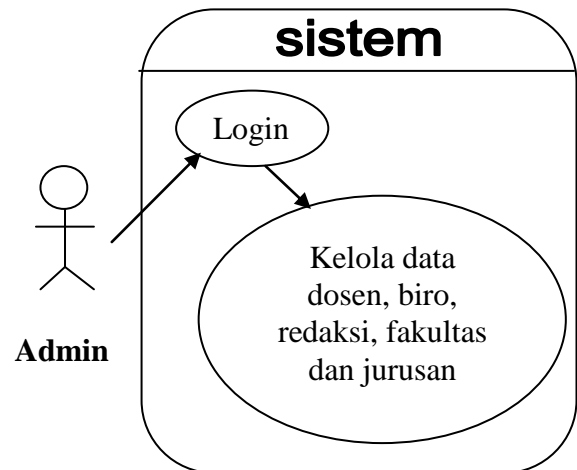 sistem
Login
Kelola data
dosen, biro,
redaksi, fakultas
dan jurusan
Admin